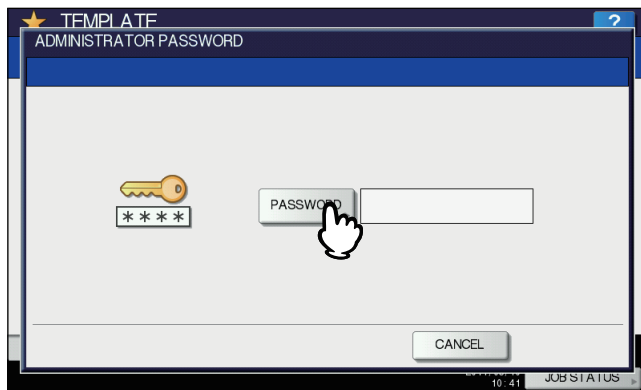 TEMPLATE
?
ADMINISTRATOR PASSWORD
* * * *
PASSWORD
CANCEL
10:41
JOB STATUS